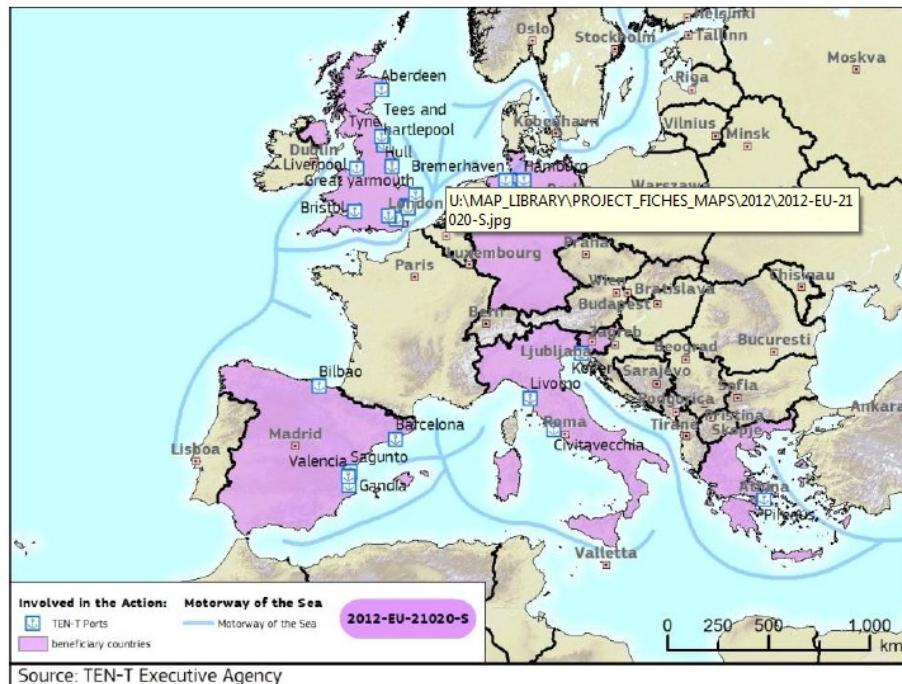 Helsinki
Oslo
Stockholm
Tallinn
Moskva
Riga
Aberdeen
Tees and
hartlepool
Tyne
København
Vilnius
Minsk
Dublin
Hull
Liverpool
Bremerhaven
Hamburg
Great yarmouth
Warszawa
Bristol
London
U:\MAP_LIBRARY\PROJECT_FICHES_MAPS\2012\2012-EU-21
020-S.jpg
Luxembourg
Praha
Paris
Wien
Bratislava
Chisinau
Budapest
Bern
Zagreb
Ljubljana
Beograd
Bucuresti
Koper
Bilbao
Livorno
Sarajevo
Sofia
Podgorica
Pristina
Skopje
Ankara
Barcelona
Roma
Tirane
Lisboa
Madrid
Civitavecchia
Valencia
Sagunto
Gandia
Athina
Pireaus
Valletta
Involved in the Action:
Motorway of the Sea
TEN-T Ports
Motorway of the Sea
beneficiary countries
2012-EU-21020-S
0 250 500 1,000
km
Source: TEN-T Executive Agency